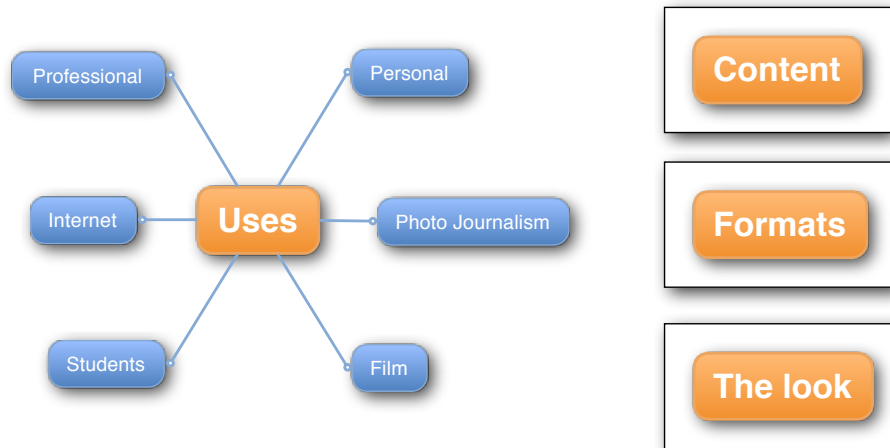 Professional
Personal
Content
Internet
Uses
Photo Journalism
Formats
Students
Film
The look